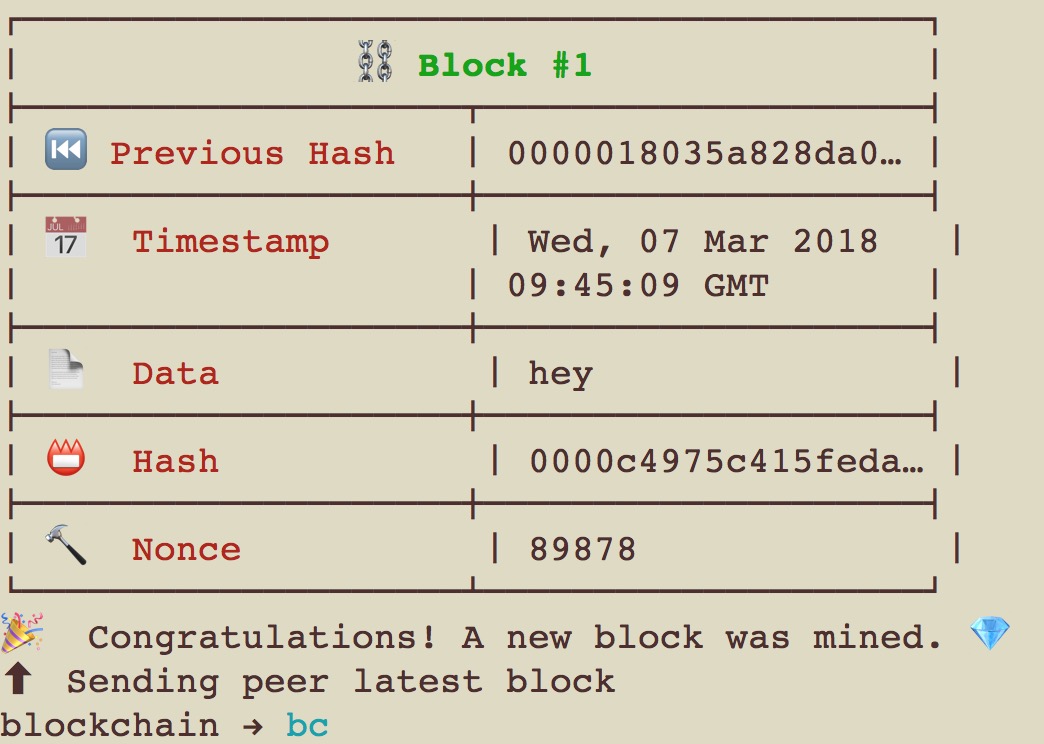 Block #1
Previous Hash 0000018035a828da0…
Timestamp Wed, 07 Mar 2018
09:45:09 GMT
Data hey
Hash 0000c4975c415feda…
Nonce 89878
Congratulations! A new block was mined.
Sending peer latest block
blockchain → bc